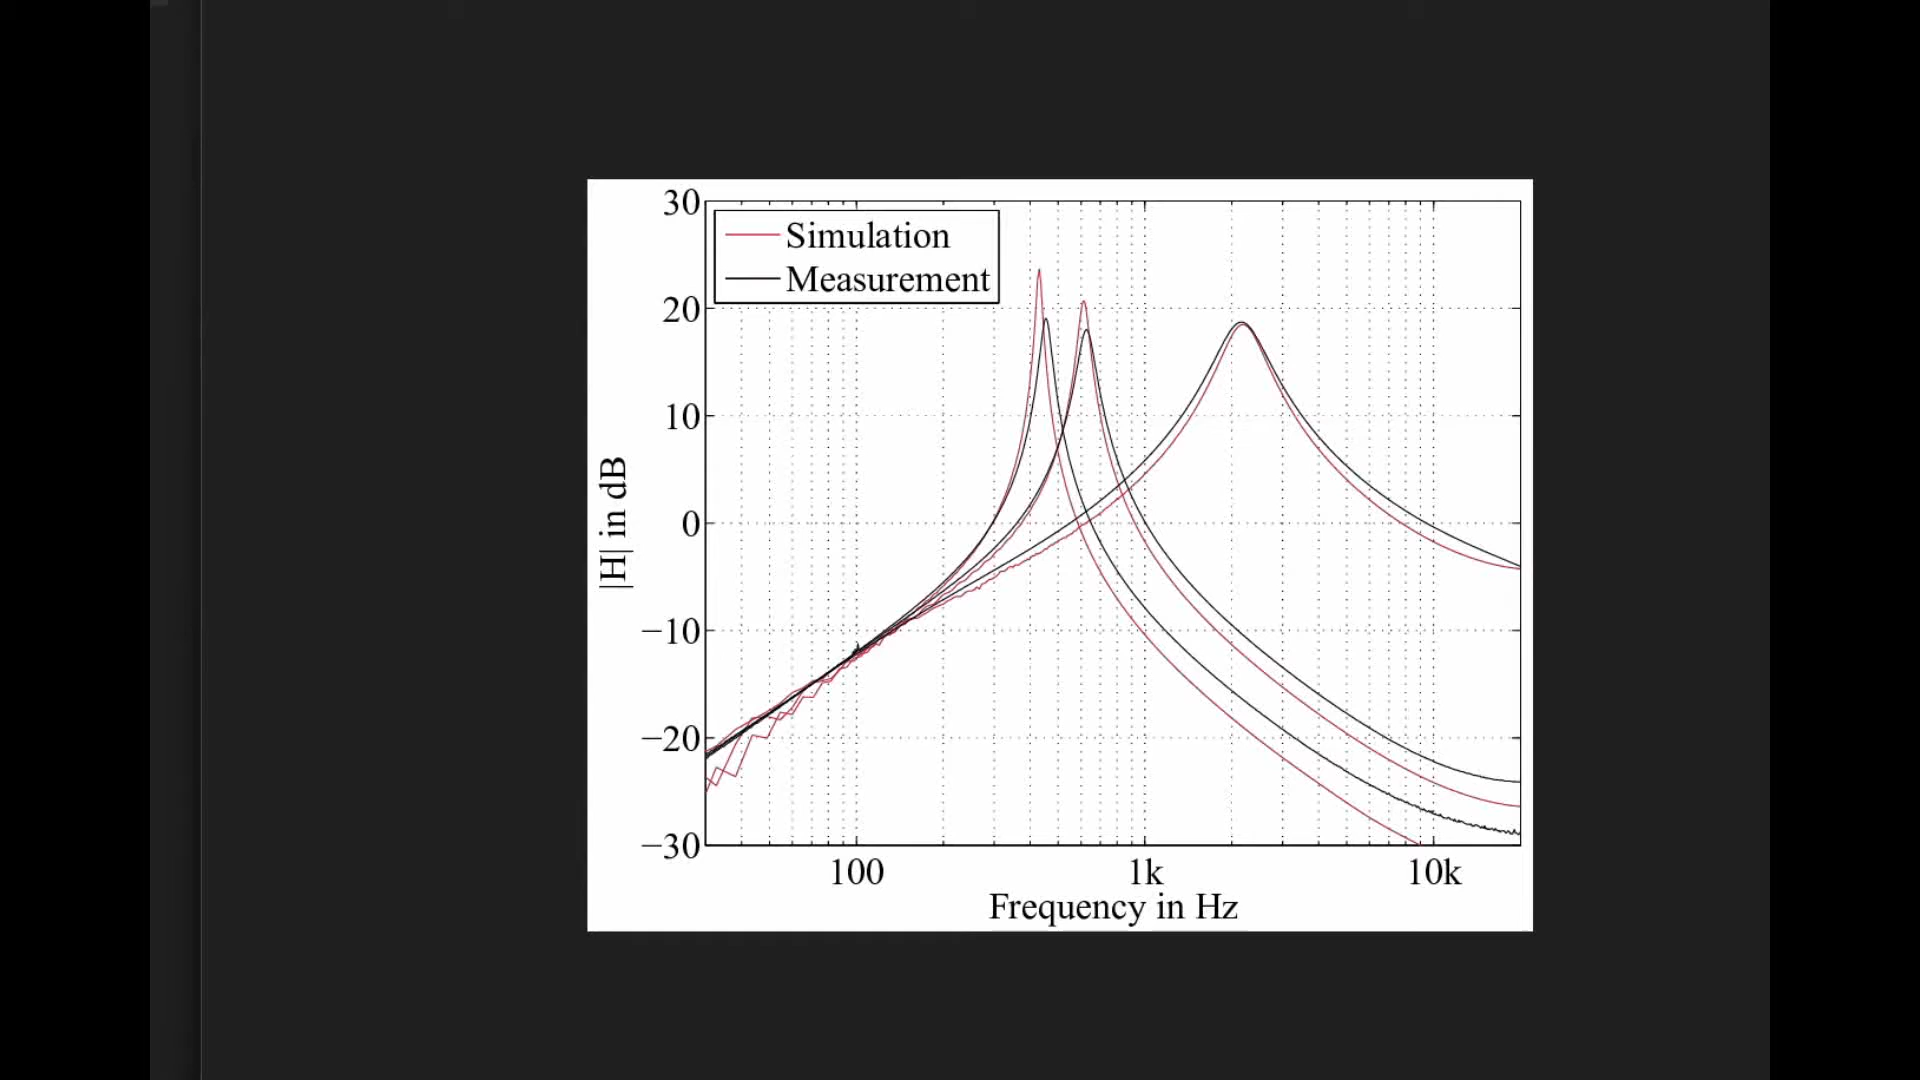 30
Simulation
Measurement
20
10
0
−10
−20
−30
|H| in dB
100
1k
10k
Frequency in Hz